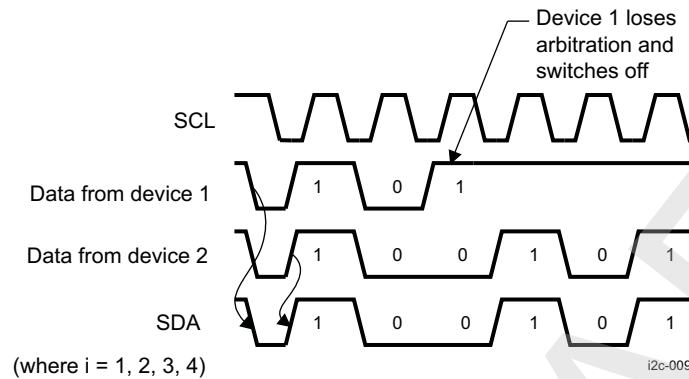 Device 1 loses
arbitration and
switches off
SCL
Data from device 1
1 0 1
Data from device 2
1 0 0 1 0 1
SDA
1 0 0 1 0 1
(where i = 1, 2, 3, 4)
i2c-009